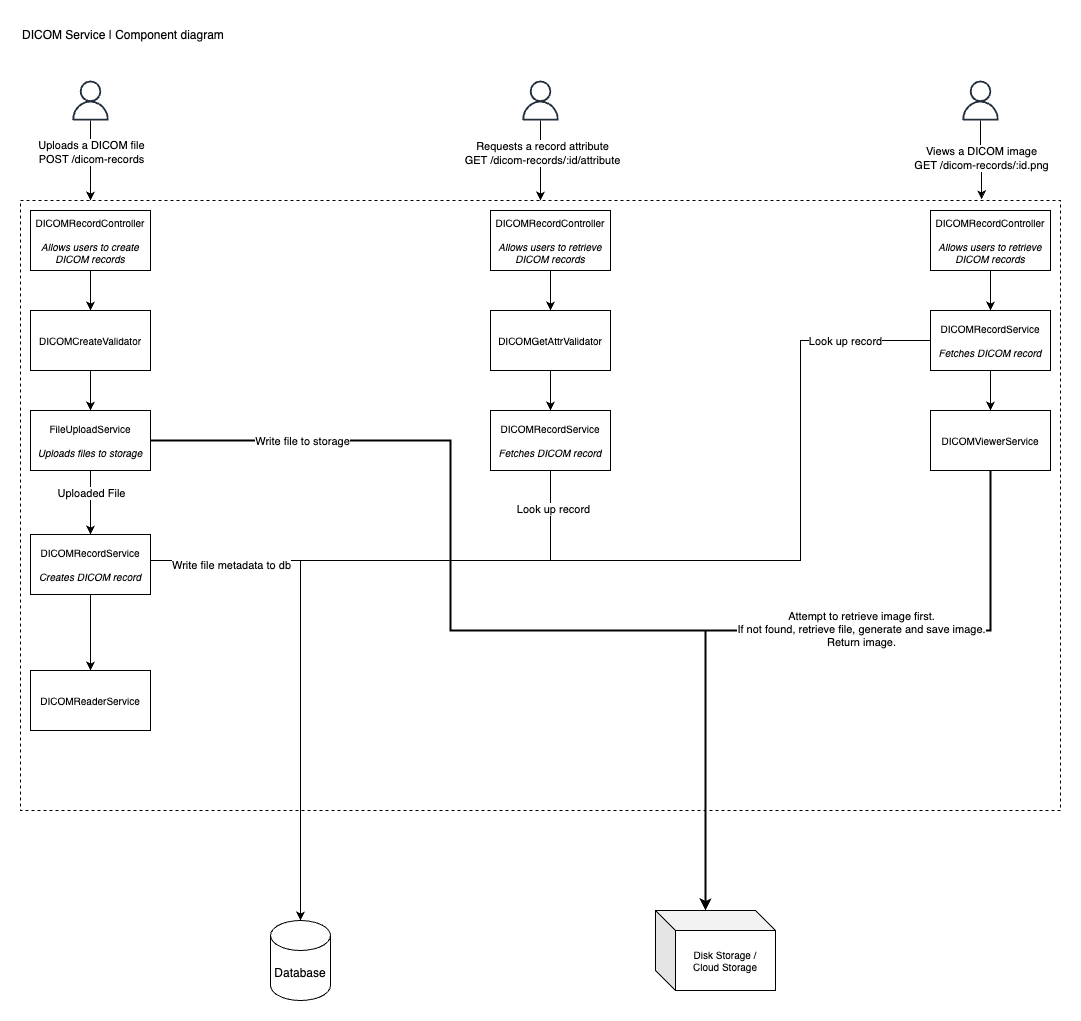 DICOM Service | Component diagram
Uploads a DICOM file
POST /dicom-records
Requests a record attribute
GET /dicom-records/:id/attribute
Views a DICOM image
GET /dicom-records/:id.png
DICOMRecordController
Allows users to create
DICOM records
DICOMRecordController
Allows users to retrieve
DICOM records
DICOMRecordController
Allows users to retrieve
DICOM records
DICOMCreateValidator
DICOMGetAttrValidator
Look up record
DICOMRecordService
Fetches DICOM record
FileUploadService
Uploads files to storage
Write file to storage
DICOMRecordService
Fetches DICOM record
DICOMViewerService
Uploaded File
Look up record
DICOMRecordService
Creates DICOM record
Write file metadata to db
Attempt to retrieve image first.
If not found, retrieve file, generate and save image.
Return image.
DICOMReaderService
Database
Disk Storage /
Cloud Storage